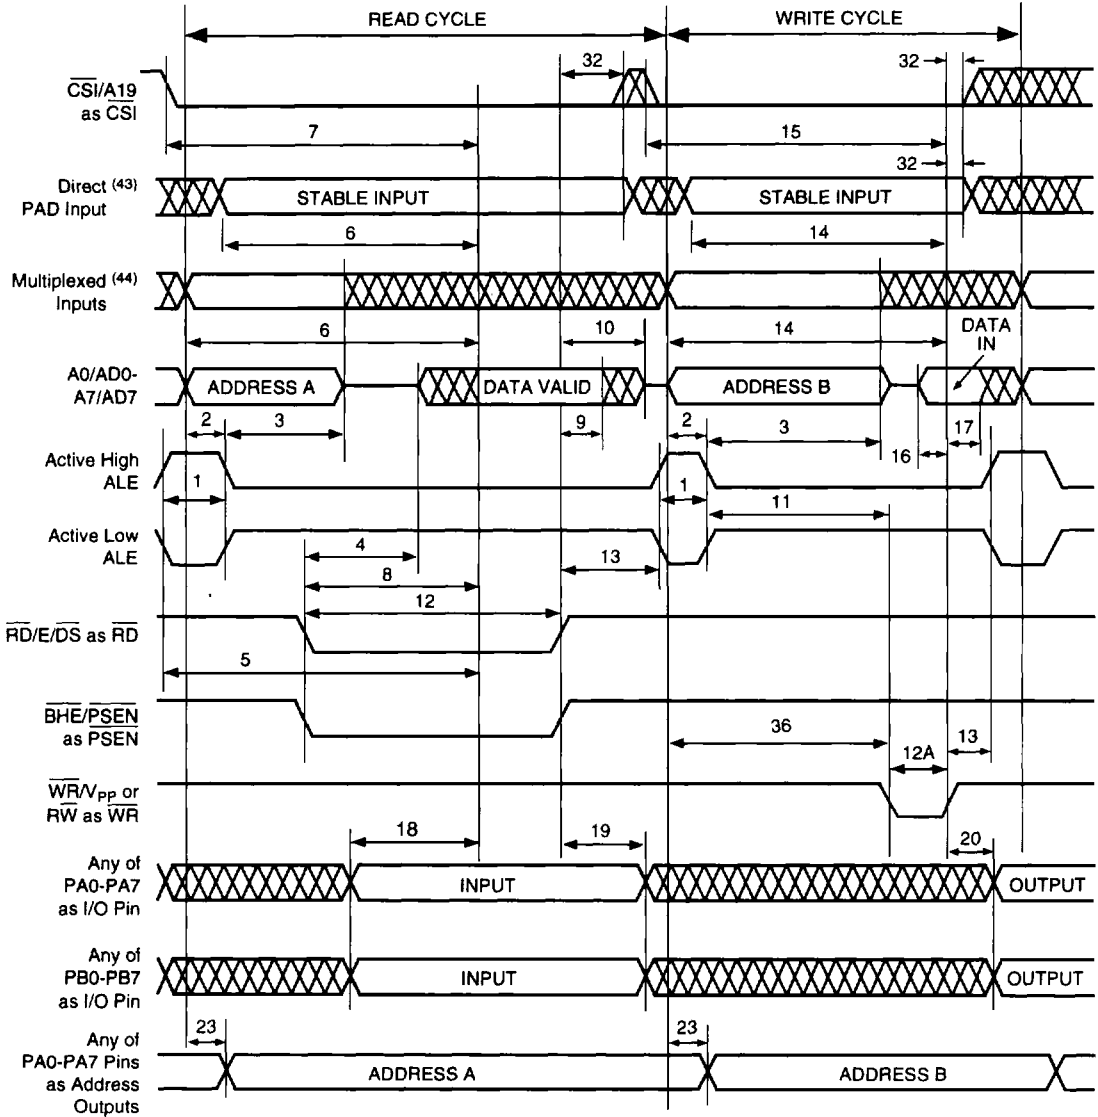 READ CYCLE
WRITE CYCLE
32
32
CSI/A19
as CSI
7
15
32
Direct (43)
PAD Input
STABLE INPUT
STABLE INPUT
6
14
Multiplexed (44)
Inputs
6
10
14
DATA
IN
A0/AD0-
A7/AD7
ADDRESS A
DATA VALID
ADDRESS B
2
3
9
2
3
16
17
Active High
ALE
1
1
11
Active Low
ALE
4
13
8
12
RD/E/DS as RD
5
BHE/PSEN
as PSEN
36
12A
13
WR/VPP or
RW as WR
18
19
20
Any of
PA0-PA7
as I/O Pin
INPUT
OUTPUT
Any of
PB0-PB7
as I/O Pin
INPUT
OUTPUT
23
23
Any of
PA0-PA7 Pins
as Address
Outputs
ADDRESS A
ADDRESS B